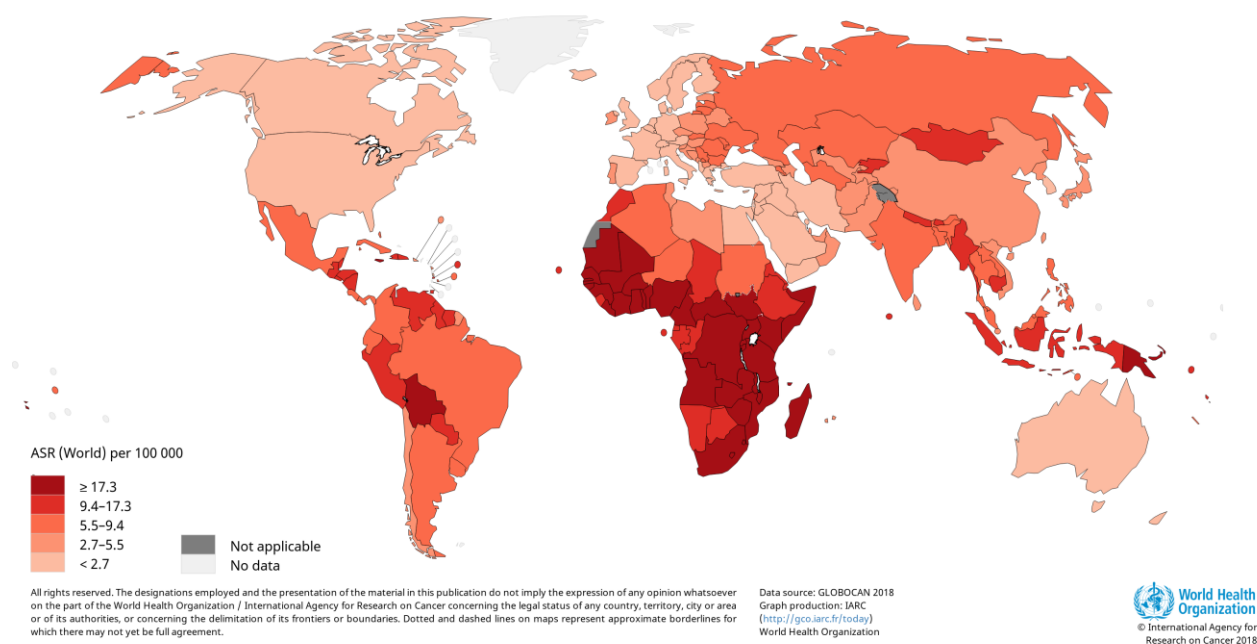 ASR (World) per 100 000
≥ 17.3
9.4–17.3
5.5–9.4
2.7–5.5
< 2.7
Not applicable
No data
All rights reserved. The designations employed and the presentation of the material in this publication do not imply the expression of any opinion whatsoever
on the part of the World Health Organization / International Agency for Research on Cancer concerning the legal status of any country, territory, city or area
or of its authorities, or concerning the delimitation of its frontiers or boundaries. Dotted and dashed lines on maps represent approximate borderlines for
which there may not yet be full agreement.
Data source: GLOBOCAN 2018
Graph production: IARC
(http://gco.iarc.fr/today)
World Health Organization
World Health
Organization
© International Agency for
Research on Cancer 2018